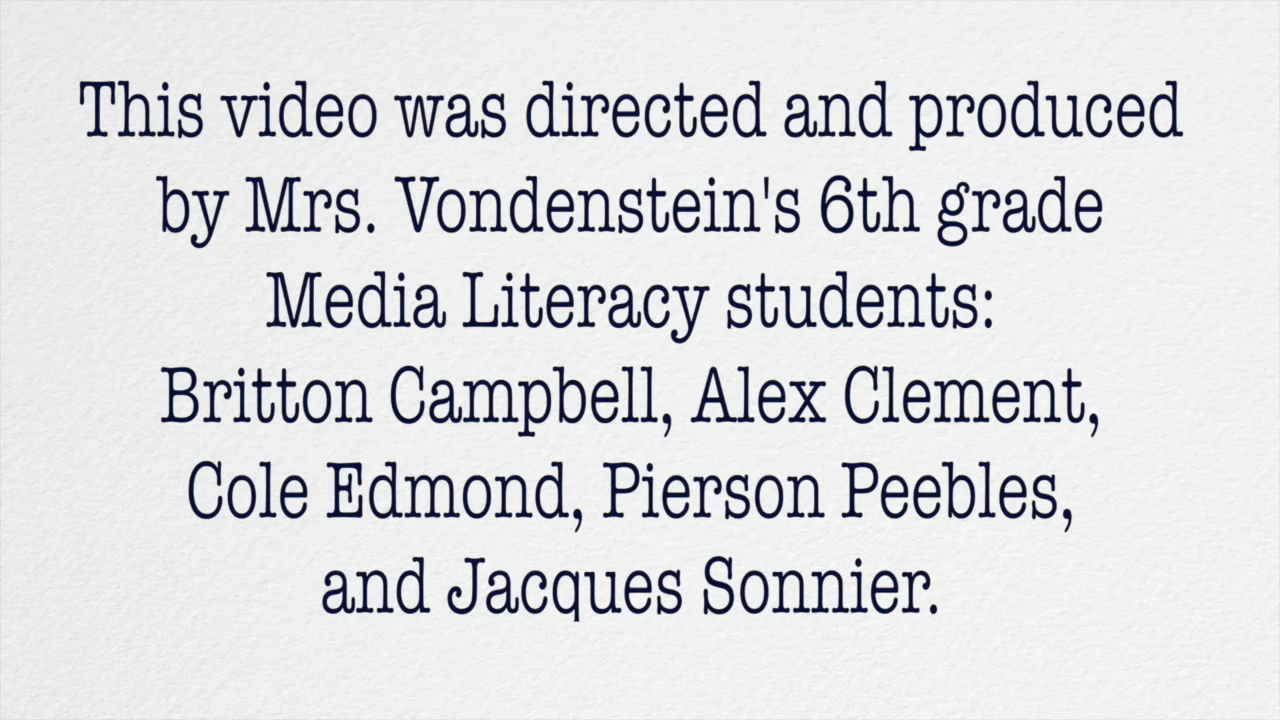 This video was directed and produced
by Mrs. Vondenstein's 6th grade
Media Literacy students:
Britton Campbell, Alex Clement,
Cole Edmond, Pierson Peebles,
and Jacques Sonnier.